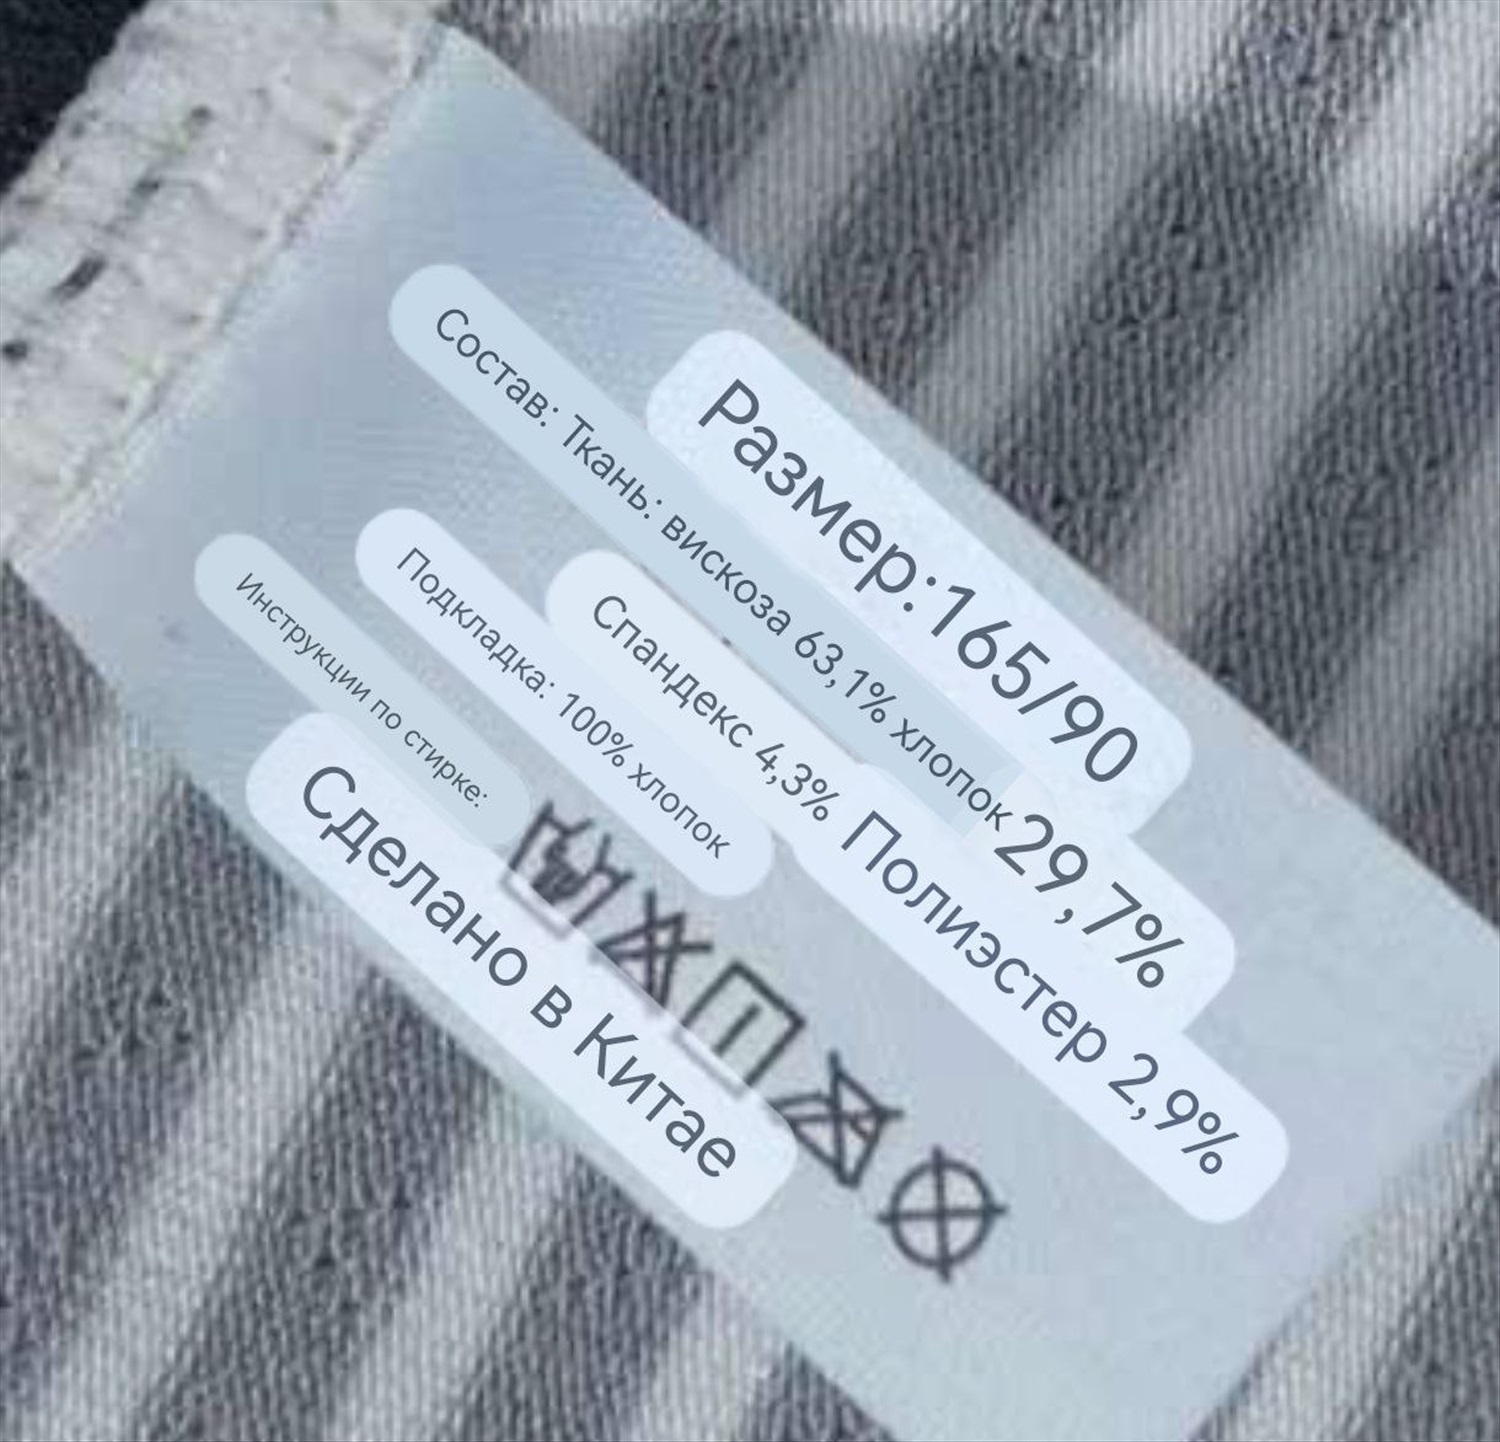 Размер:165/90
Состав: Ткань: вискоза 63,1% хлопок 29,7%
Спандекс 4,3% Полиэстер 2,9%
Подкладка: 100% хлопок
Инструкции по стирке:
Сделано в Китае